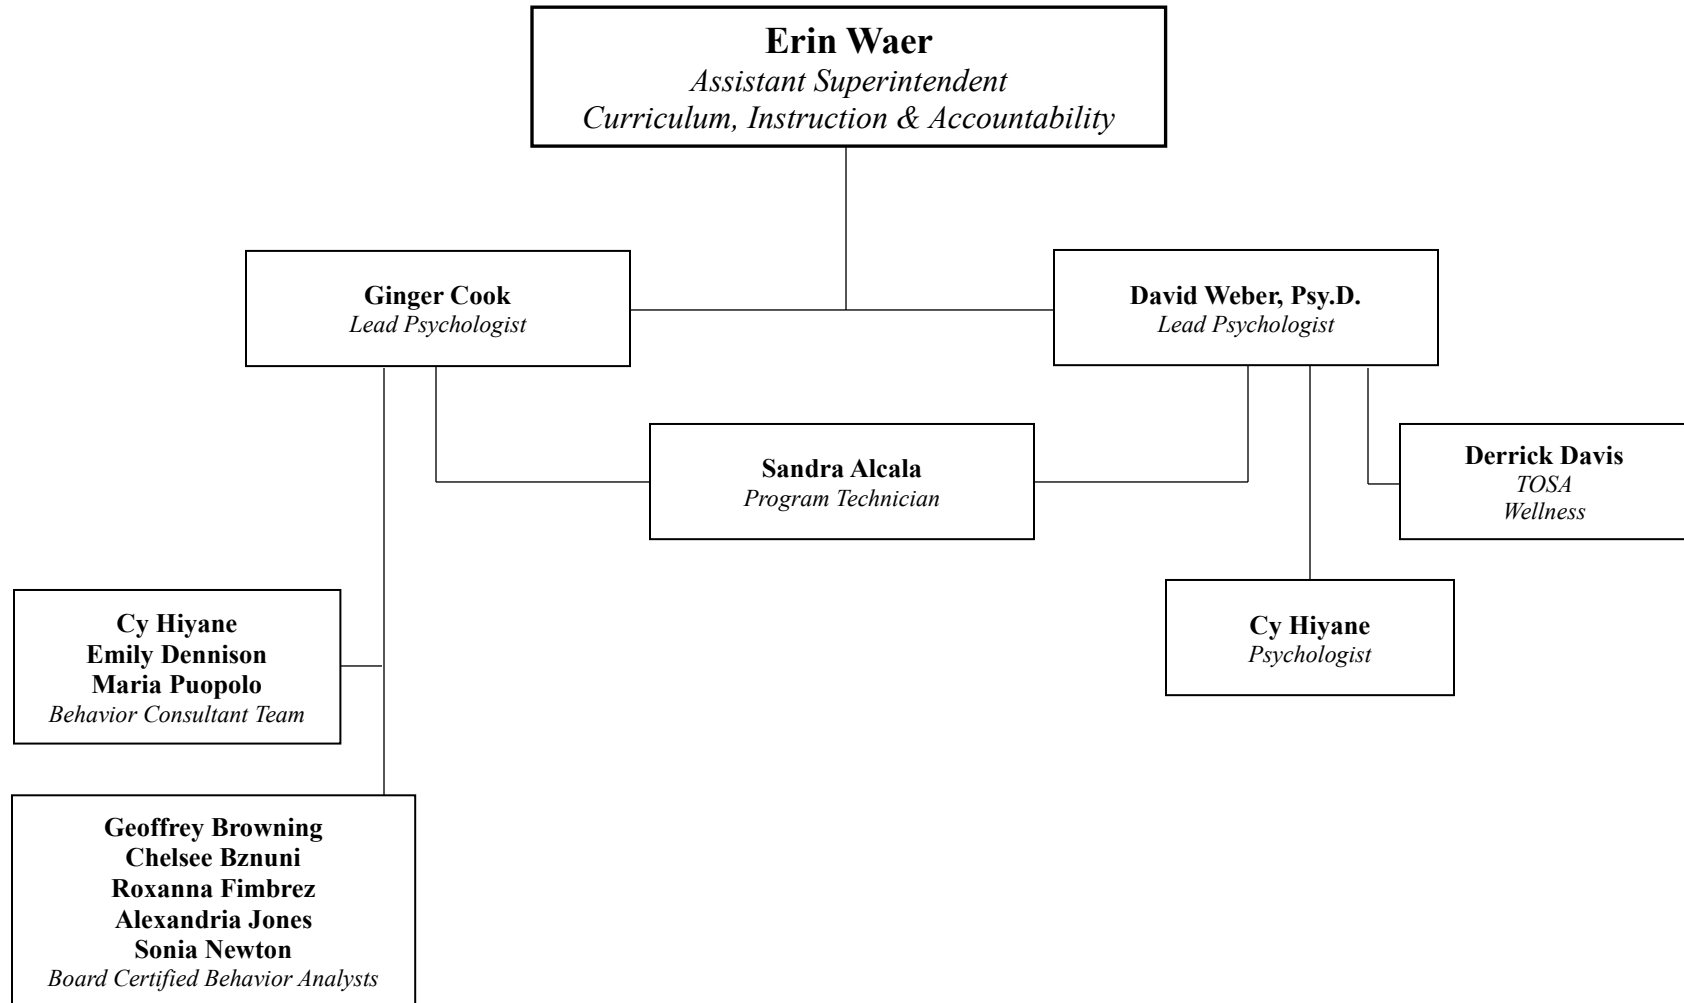 Erin Waer
Assistant Superintendent
Curriculum, Instruction & Accountability
Ginger Cook
Lead Psychologist
David Weber, Psy.D.
Lead Psychologist
Sandra Alcala
Program Technician
Derrick Davis
TOSA
Wellness
Cy Hiyane
Emily Dennison
Maria Puopolo
Behavior Consultant Team
Cy Hiyane
Psychologist
Geoffrey Browning
Chelsee Bznuni
Roxanna Fimbrez
Alexandria Jones
Sonia Newton
Board Certified Behavior Analysts